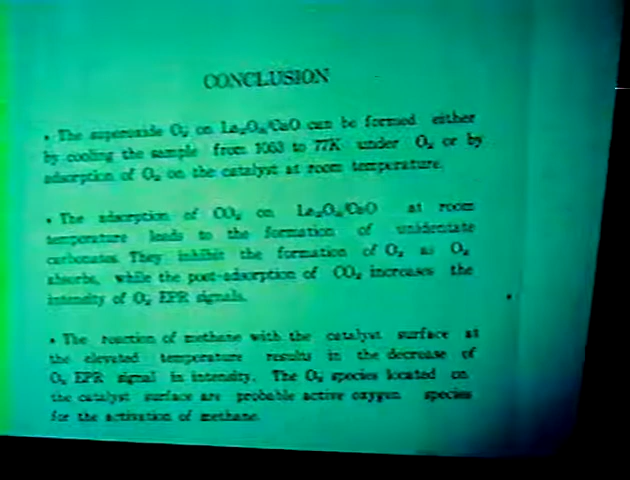 CONCLUSION
• The superoxide O₂ on La₂O₃/CaO can be formed either
by cooling the sample from 1063 to 77K under O₂ or by
adsorption of O₂ on the catalyst at room temperature.
• The adsorption of CO₂ on La₂O₃/CaO at room
temperature leads to the formation of unidentate
carbonates. They inhibit the formation of O₂ as O₂
absorbs, while the post-adsorption of CO₂ increases the
intensity of O₂ EPR signals.
• The reaction of methane with the catalyst surface at
the elevated temperature results in the decrease of
O₂ EPR signal in intensity. The O₂ species located on
the catalyst surface are probable active oxygen species
for the activation of methane.